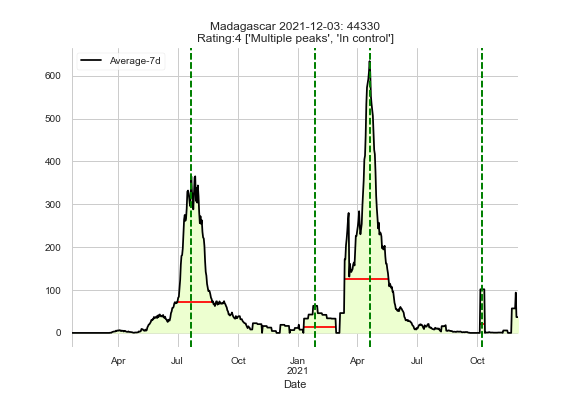 Madagascar 2021-12-03: 44330
Rating:4 ['Multiple peaks', 'In control']
Average-7d
600
500
400
300
200
100
0
Apr Jul Oct Jan Apr Jul Oct
2021
Date